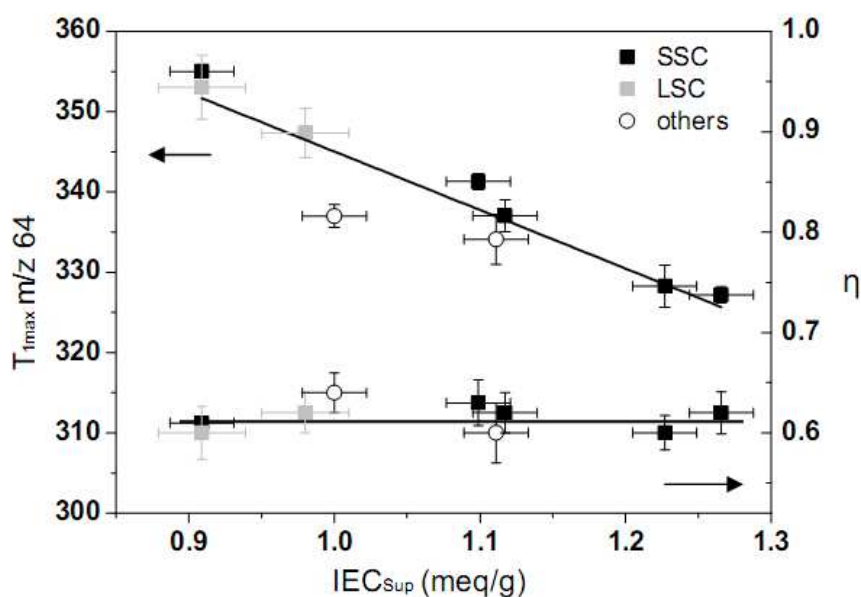 360
350
340
330
320
310
300
T1max m/z 64
1.0
0.9
0.8
0.7
0.6
η
SSC
LSC
others
0.9
1.0
1.1
1.2
1.3
IECSup (meq/g)